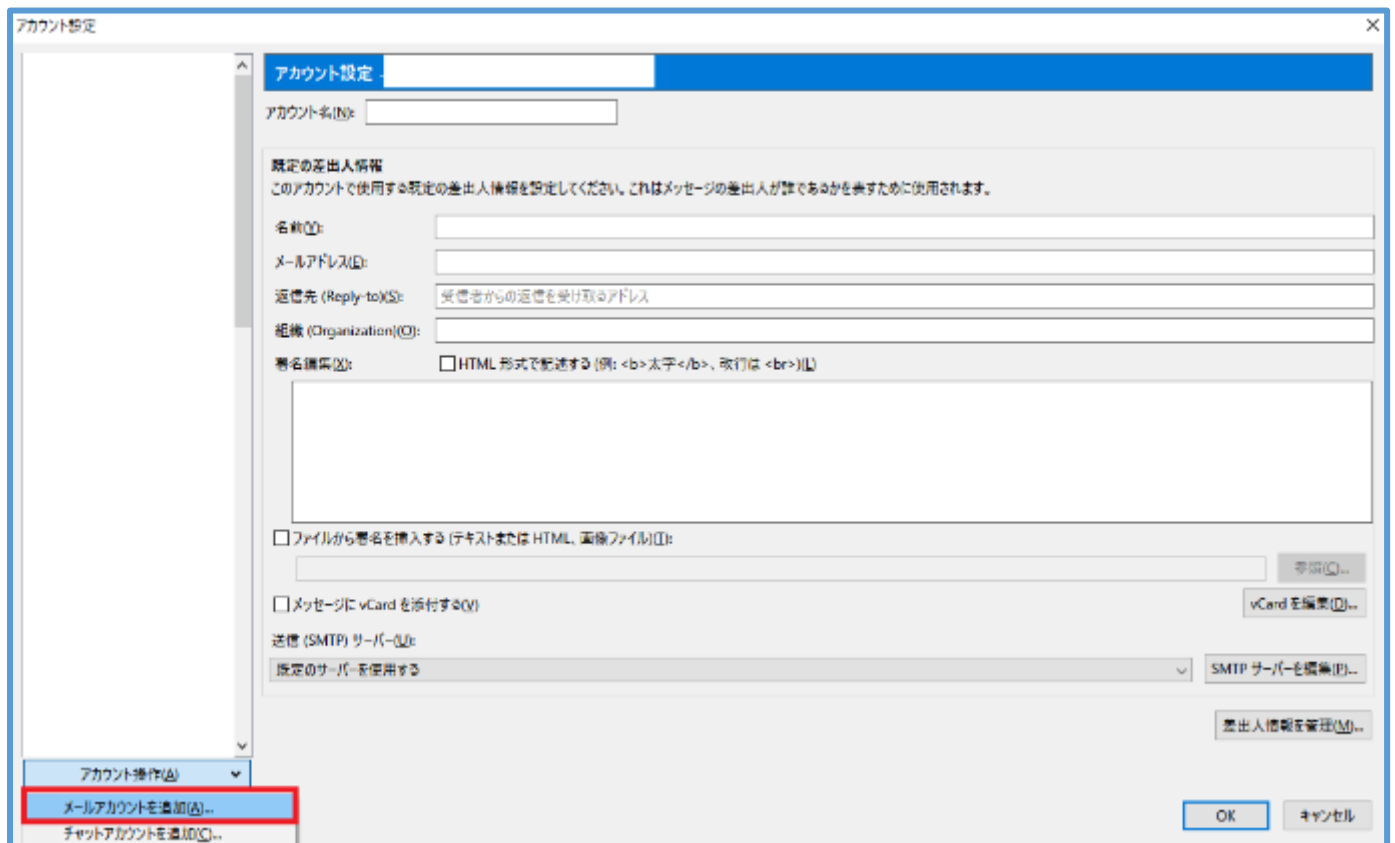 アカウント設定
アカウント設定 -
アカウント名(N):
既定の差出人情報
このアカウントで使用する既定の差出人情報を設定してください。これはメッセージの差出人が誰であるかを表すために使用されます。
名前(Y):
メールアドレス(E):
返信先 (Reply-to)(S): 受信者からの返信を受け取るアドレス
組織 (Organization)(O):
署名編集(X): HTML 形式で記述する (例: <b>太字</b>、改行は <br>)(L)
ファイルから署名を挿入する (テキストまたは HTML、画像ファイル)(T):
参照(C)...
メッセージに vCard を添付する(V) vCard を編集(D)...
送信 (SMTP) サーバー(U):
既定のサーバーを使用する SMTP サーバーを編集(P)...
差出人情報を管理(M)...
アカウント操作(A)
メールアカウントを追加(A)...
チャットアカウントを追加(C)...
OK キャンセル